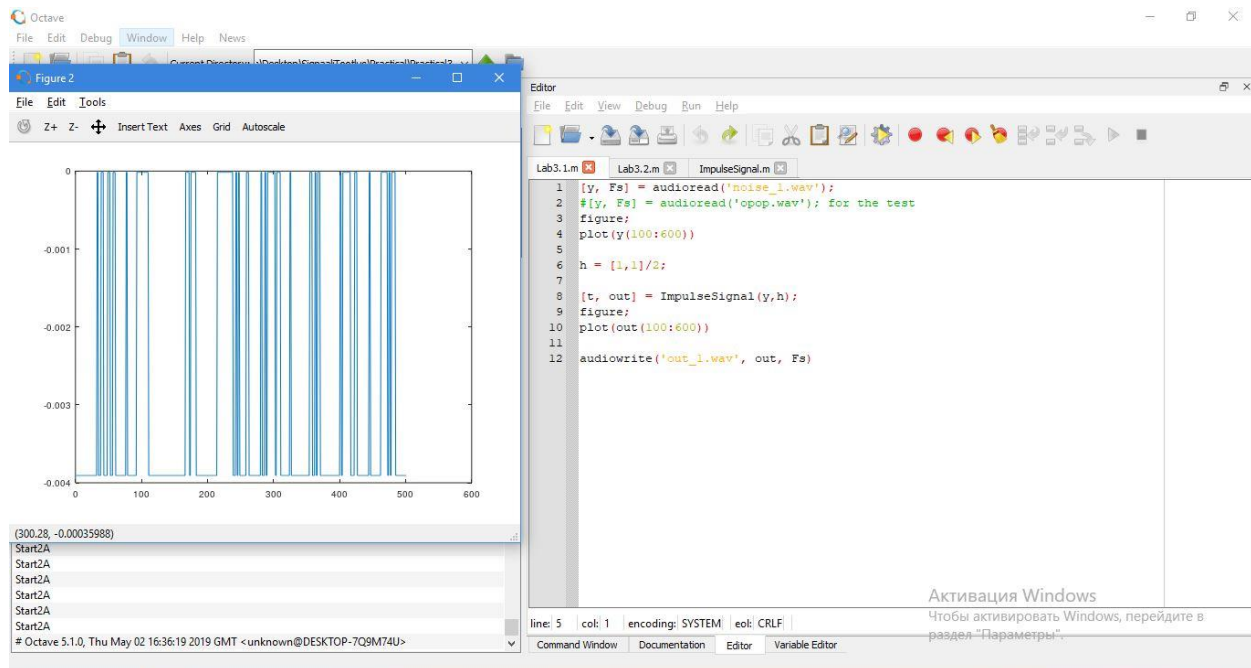 Octave
File Edit Debug Window Help News
Figure 2
File Edit Tools
Z+ Z- Insert Text Axes Grid Autoscale
0
-0.001
-0.002
-0.003
-0.004
0 100 200 300 400 500 600
(300.28, -0.00035988)
Start2A
Start2A
Start2A
Start2A
Start2A
Start2A
# Octave 5.1.0, Thu May 02 16:36:19 2019 GMT <unknown@DESKTOP-7Q9M74U>
Editor
File Edit View Debug Run Help
Lab3.1.m Lab3.2.m ImpulseSignal.m
1 [y, Fs] = audioread('noise_1.wav');
2 #[y, Fs] = audioread('opop.wav'); for the test
3 figure;
4 plot(y(100:600))
5
6 h = [1,1]/2;
7
8 [t, out] = ImpulseSignal(y,h);
9 figure;
10 plot(out(100:600))
11
12 audiowrite('out_1.wav', out, Fs)
Активация Windows
Чтобы активировать Windows, перейдите в
раздел "Параметры".
line: 5 col: 1 encoding: SYSTEM eol: CRLF
Command Window Documentation Editor Variable Editor